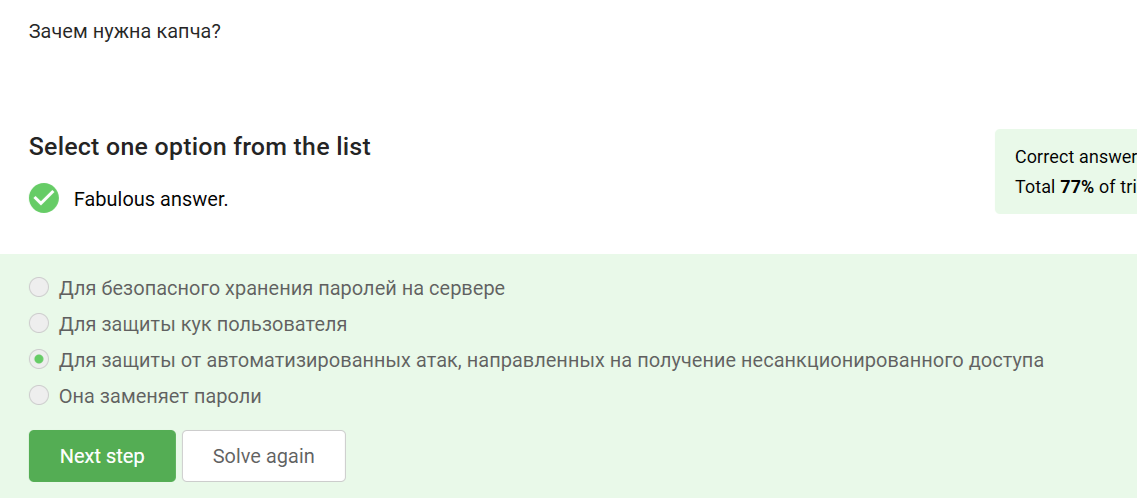 Зачем нужна капча?
Select one option from the list
Correct answer
Fabulous answer.
Total 77% of tri
Для безопасного хранения паролей на сервере
Для защиты кук пользователя
Для защиты от автоматизированных атак, направленных на получение несанкционированного доступа
Она заменяет пароли
Next step
Solve again